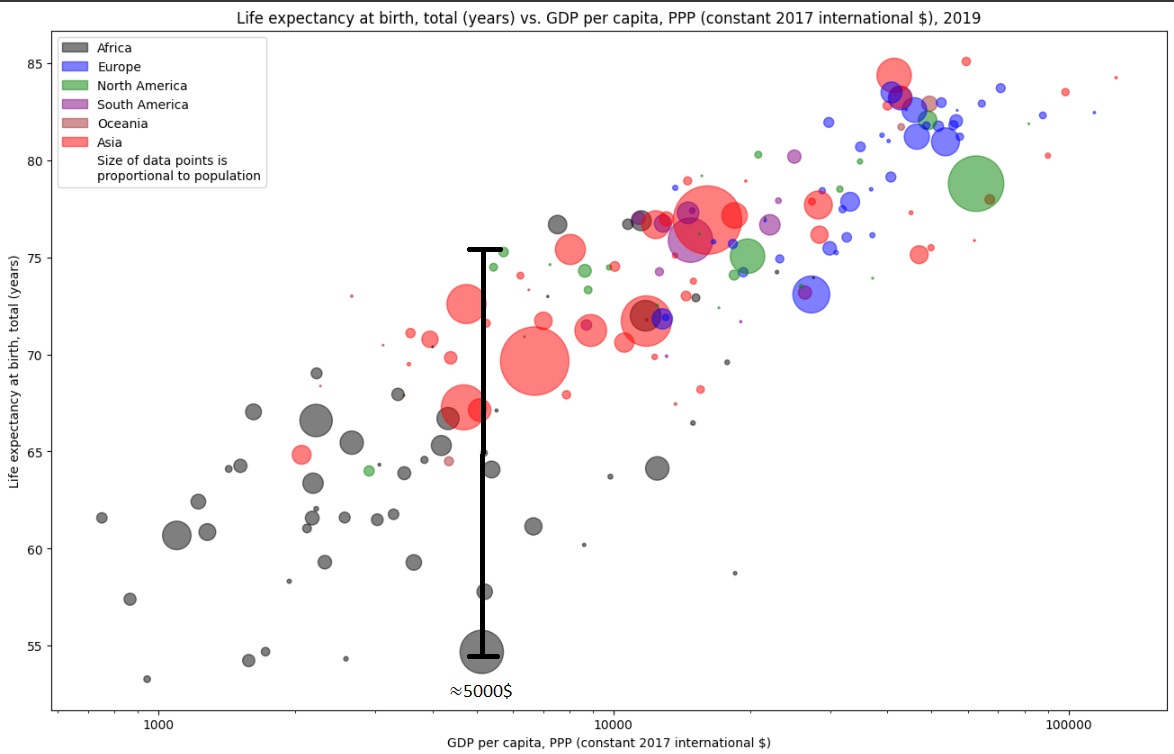 Life expectancy at birth, total (years) vs. GDP per capita, PPP (constant 2017 international $), 2019
Africa
Europe
North America
South America
Oceania
Asia
Size of data points is
proportional to population
Life expectancy at birth, total (years)
85
80
75
70
65
60
55
≈5000$
1000
10000
100000
GDP per capita, PPP (constant 2017 international $)